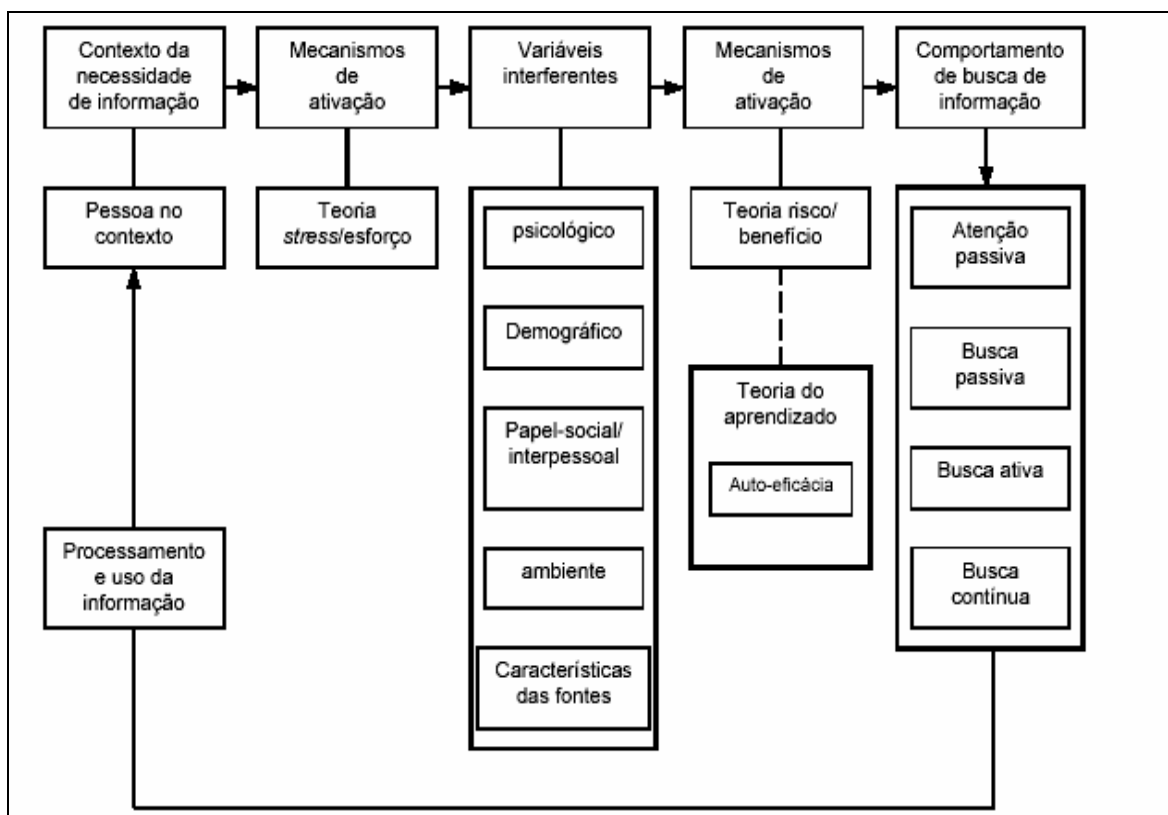 Contexto da
necessidade
de informação
Mecanismos
de
ativação
Variáveis
interferentes
Mecanismos
de
ativação
Comportamento
de busca de
informação
Pessoa no
contexto
Teoria
stress/esforço
psicológico
Demográfico
Papel-social/
interpessoal
ambiente
Características
das fontes
Teoria risco/
benefício
Teoria do
aprendizado
Auto-eficácia
Atenção
passiva
Busca
passiva
Busca ativa
Busca
contínua
Processamento
e uso da
informação